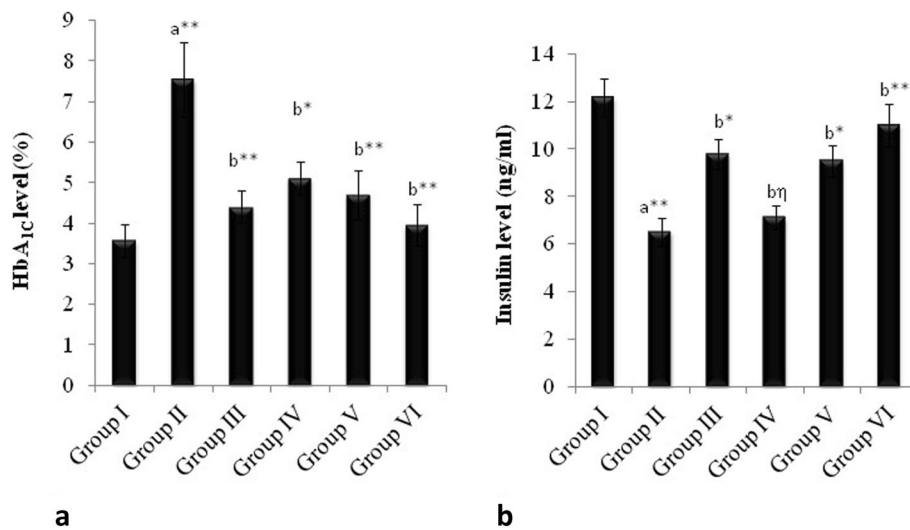 HbA1C level (%)
9
8
7
6
5
4
3
2
1
0
a**
b**
b*
b**
b**
Group I
Group II
Group III
Group IV
Group V
Group VI
a
Insulin level (ng/ml)
14
12
10
8
6
4
2
0
a**
b*
bη
b*
b**
Group I
Group II
Group III
Group IV
Group V
Group VI
b